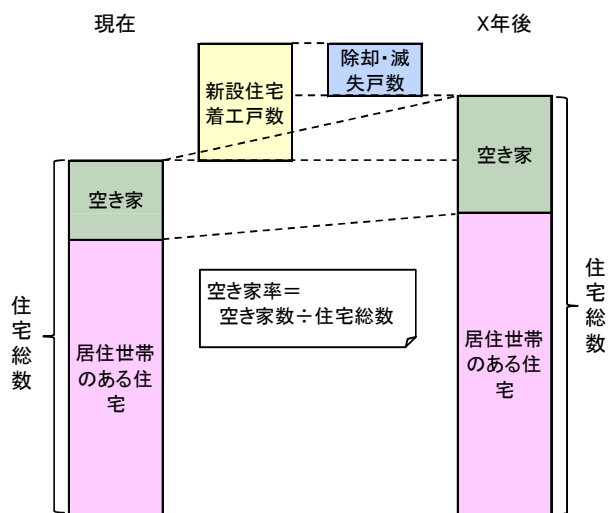 現在
X年後
新設住宅
着工戸数
除却・滅
失戸数
空き家
空き家
空き家率＝
空き家数÷住宅総数
住宅総数
居住世帯
のある住
宅
居住世帯
のある住
宅
住宅総数